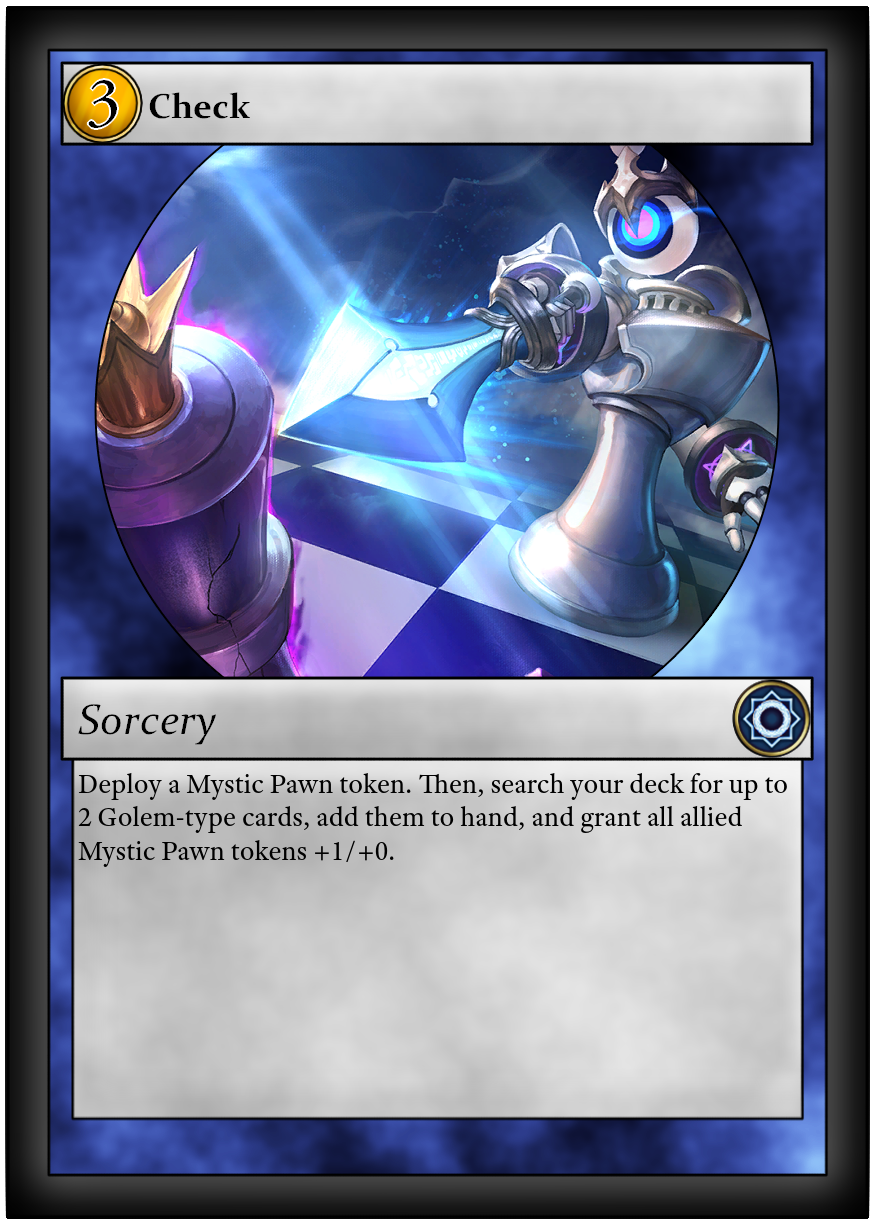 3 Check
Sorcery
Deploy a Mystic Pawn token. Then, search your deck for up to
2 Golem-type cards, add them to hand, and grant all allied
Mystic Pawn tokens +1/+0.